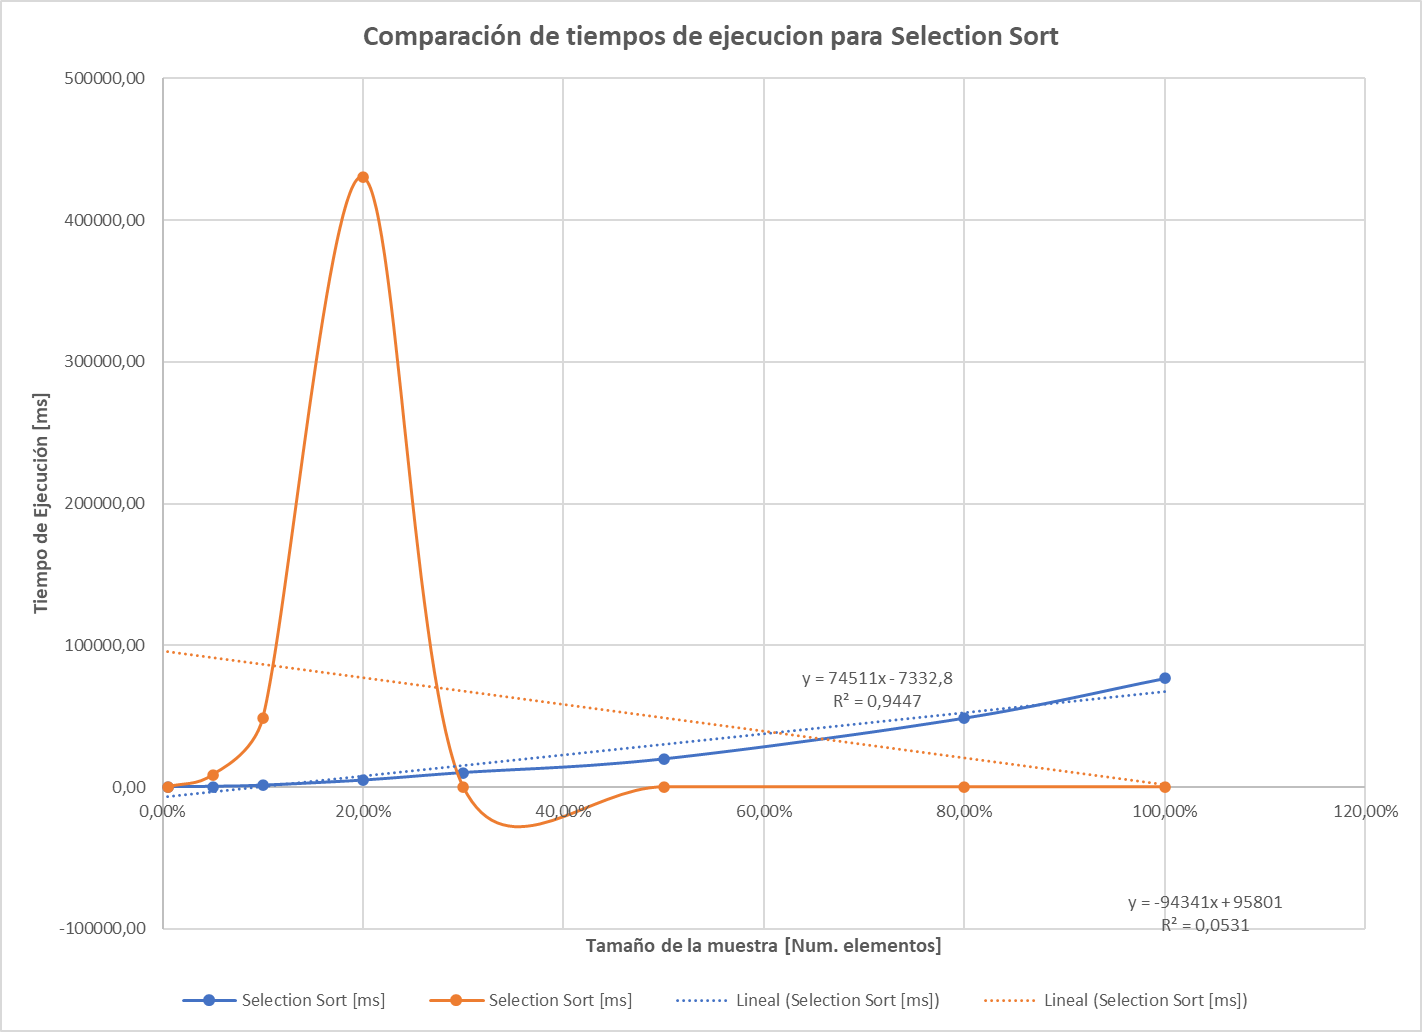 Comparación de tiempos de ejecucion para Selection Sort
500000,00
400000,00
300000,00
200000,00
100000,00
0,00
-100000,00
Tiempo de Ejecución [ms]
y = 74511x - 7332,8
R² = 0,9447
0,00% 20,00% 40,00% 60,00% 80,00% 100,00% 120,00%
y = -94341x + 95801
R² = 0,0531
Tamaño de la muestra [Num. elementos]
Selection Sort [ms] Selection Sort [ms] Lineal (Selection Sort [ms]) Lineal (Selection Sort [ms])